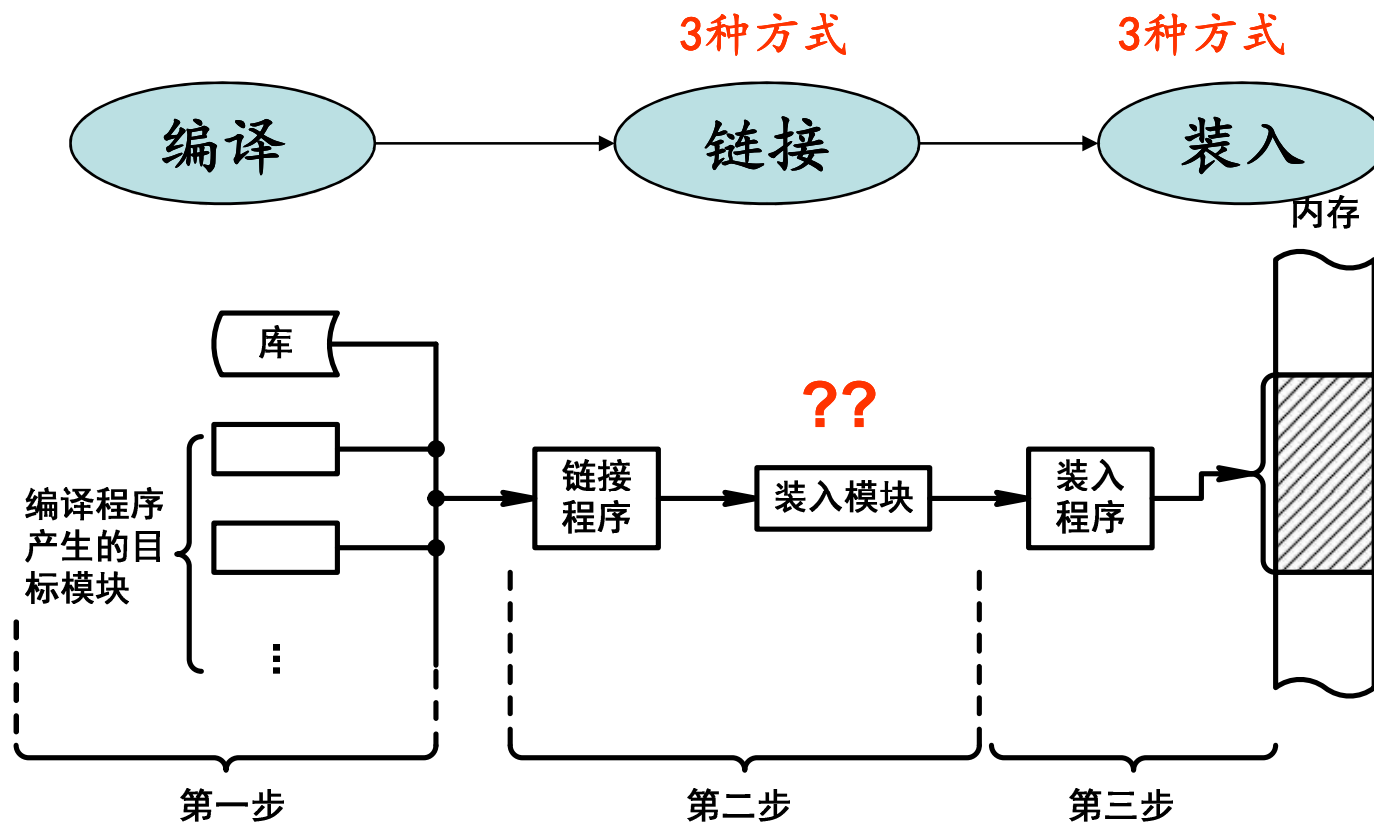 3种方式
3种方式
编译
链接
装入
内存
库
??
编译程序
产生的目
标模块
链接
程序
装入模块
装入
程序
⋮
第一步
第二步
第三步